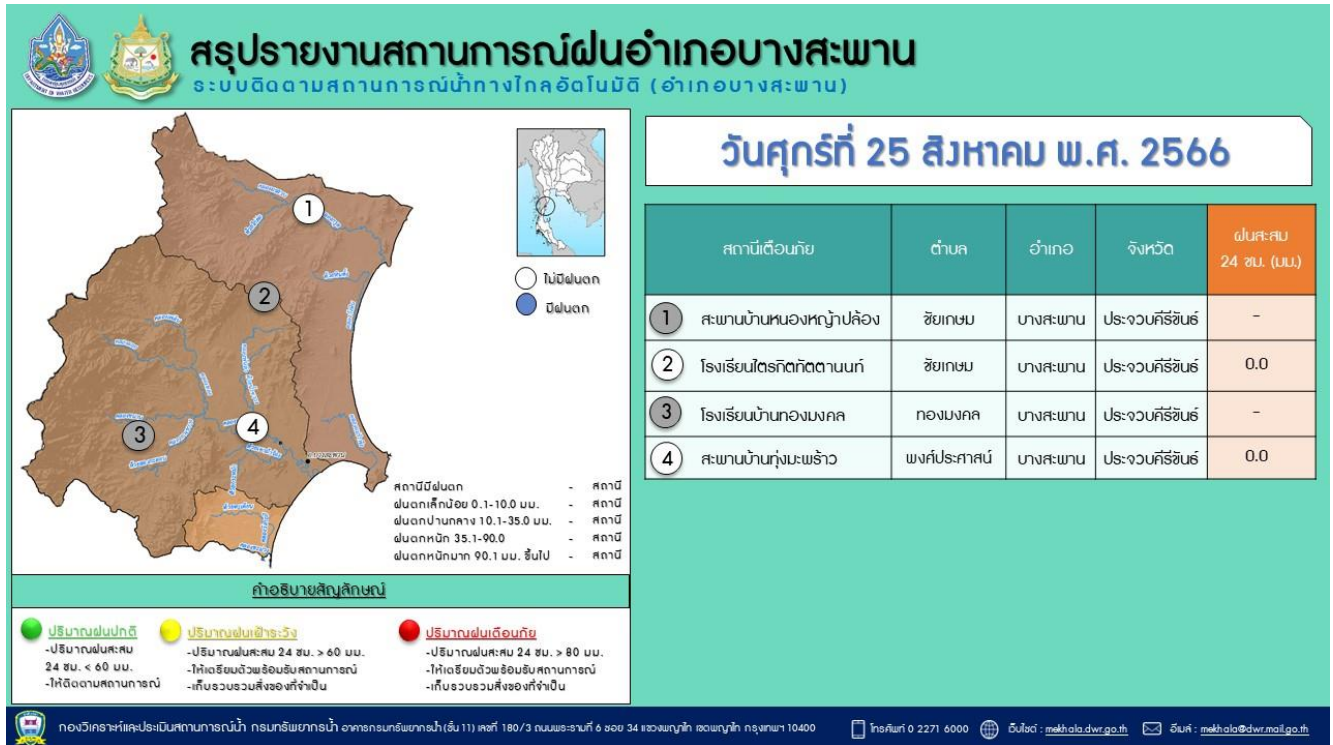 สรุปรายงานสถานการณ์ฝนอำเภอบางสะพาน
ระบบติดตามสถานการณ์น้ำทางไกลอัตโนมัติ (อำเภอบางสะพาน)
วันศุกร์ที่ 25 สิงหาคม พ.ศ. 2566
1
2
3
4
ไม่มีฝนตก
มีฝนตก
สถานีมีฝนตก - สถานี
ฝนตกเล็กน้อย 0.1-10.0 มม. - สถานี
ฝนตกปานกลาง 10.1-35.0 มม. - สถานี
ฝนตกหนัก 35.1-90.0 - สถานี
ฝนตกหนักมาก 90.1 มม. ขึ้นไป - สถานี
สถานีเตือนภัย ตำบล อำเภอ จังหวัด ฝนสะสม 24 ชม. (มม.)
1 สะพานบ้านหนองหญ้าปล้อง ชัยเกษม บางสะพาน ประจวบคีรีขันธ์ -
2 โรงเรียนไตรกิตทัตตานนท์ ชัยเกษม บางสะพาน ประจวบคีรีขันธ์ 0.0
3 โรงเรียนบ้านทองมงคล ทองมงคล บางสะพาน ประจวบคีรีขันธ์ -
4 สะพานบ้านทุ่งมะพร้าว พงศ์ประศาสน์ บางสะพาน ประจวบคีรีขันธ์ 0.0
คำอธิบายสัญลักษณ์
ปริมาณฝนปกติ
-ปริมาณฝนสะสม
24 ชม. < 60 มม.
-ให้ติดตามสถานการณ์
ปริมาณฝนเฝ้าระวัง
-ปริมาณฝนสะสม 24 ชม. > 60 มม.
-ให้เตรียมตัวพร้อมรับสถานการณ์
-เก็บรวบรวมสิ่งของที่จำเป็น
ปริมาณฝนเตือนภัย
-ปริมาณฝนสะสม 24 ชม. > 80 มม.
-ให้เตรียมตัวพร้อมรับสถานการณ์
-เก็บรวบรวมสิ่งของที่จำเป็น
กองวิเคราะห์และประเมินสถานการณ์น้ำ กรมทรัพยากรน้ำ อาคารกรมทรัพยากรน้ำ (ชั้น 11) เลขที่ 180/3 ถนนพระรามที่ 6 ซอย 34 แขวงพญาไท เขตพญาไท กรุงเทพฯ 10400 โทรศัพท์ 0 2271 6000 เว็บไซต์ : mekhala.dwr.go.th อีเมล์ : mekhala@dwr.mail.go.th